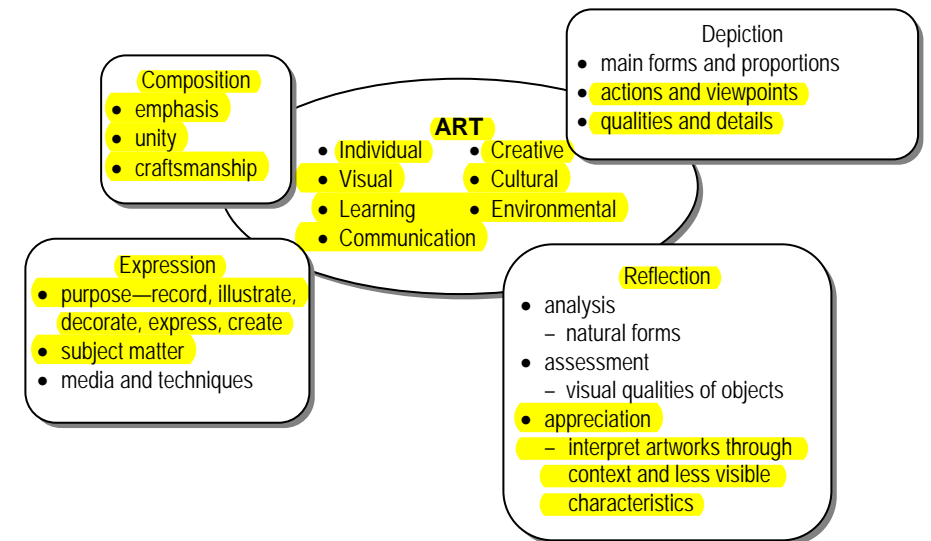 Composition
• emphasis
• unity
• craftsmanship
Depiction
• main forms and proportions
• actions and viewpoints
• qualities and details
ART
• Individual • Creative
• Visual • Cultural
• Learning • Environmental
• Communication
Expression
• purpose—record, illustrate,
decorate, express, create
• subject matter
• media and techniques
Reflection
• analysis
– natural forms
• assessment
– visual qualities of objects
• appreciation
– interpret artworks through
context and less visible
characteristics